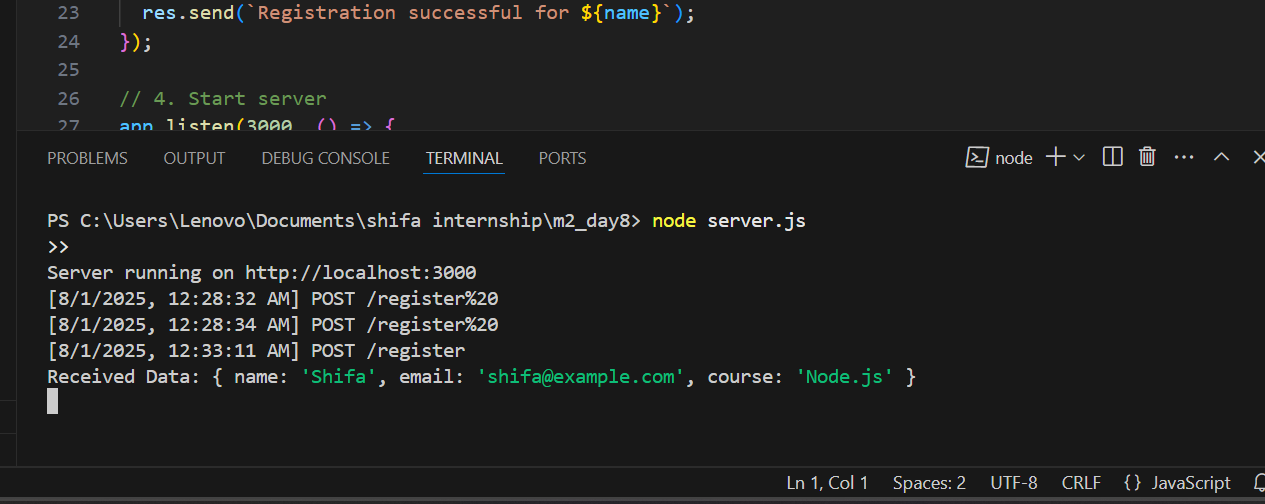 23 res.send(`Registration successful for ${name}`);
24 });
25
26 // 4. Start server
27 app.listen(3000, () => {
PROBLEMS OUTPUT DEBUG CONSOLE TERMINAL PORTS node
PS C:\Users\Lenovo\Documents\shifa internship\m2_day8> node server.js
>>
Server running on http://localhost:3000
[8/1/2025, 12:28:32 AM] POST /register%20
[8/1/2025, 12:28:34 AM] POST /register%20
[8/1/2025, 12:33:11 AM] POST /register
Received Data: { name: 'Shifa', email: 'shifa@example.com', course: 'Node.js' }
Ln 1, Col 1 Spaces: 2 UTF-8 CRLF {} JavaScript